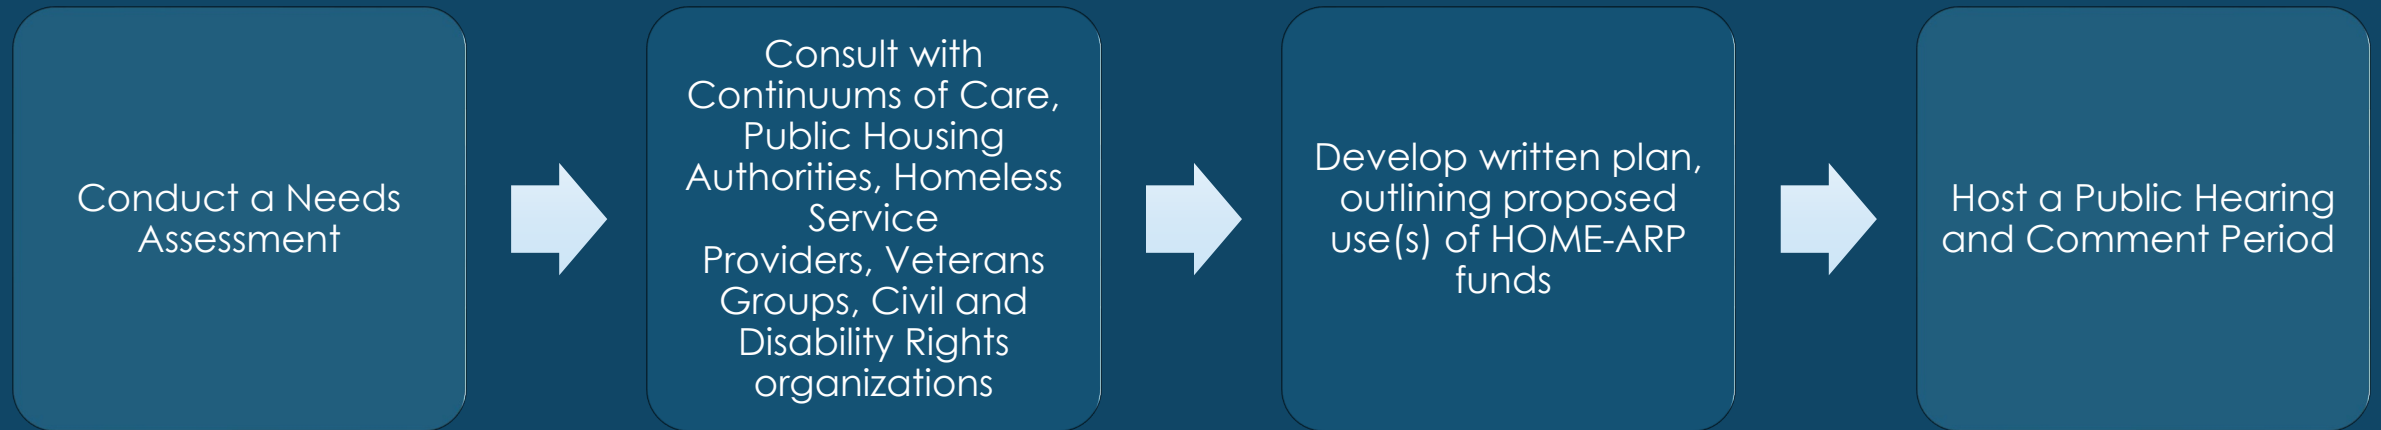 Conduct a Needs
Assessment
Consult with
Continuums of Care,
Public Housing
Authorities, Homeless
Service
Providers, Veterans
Groups, Civil and
Disability Rights
organizations
Develop written plan,
outlining proposed
use(s) of HOME-ARP
funds
Host a Public Hearing
and Comment Period